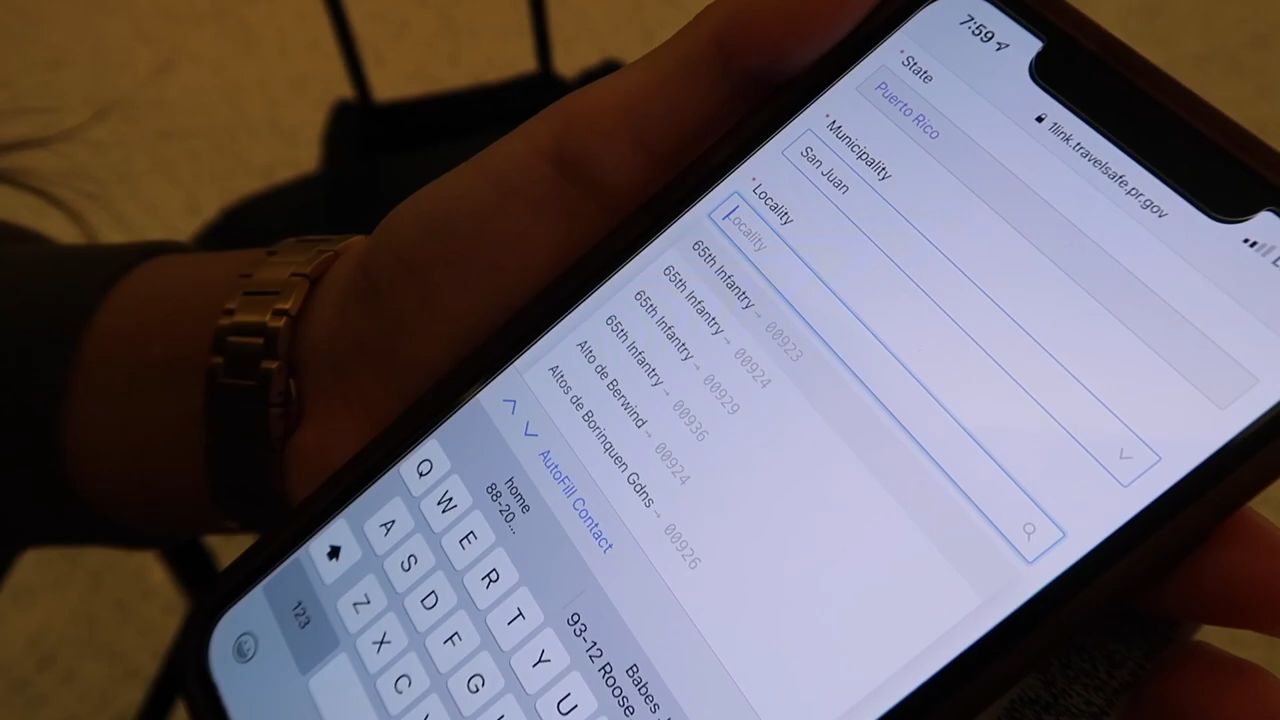 7:59
1link.travelsafe.pr.gov
* State
Puerto Rico
* Municipality
San Juan
* Locality
Locality
65th Infantry - 00923
65th Infantry - 00924
65th Infantry - 00929
65th Infantry - 00936
Alto de Berwind - 00924
Altos de Borinquen Gdns - 00926
AutoFill Contact
home
88-20...
Babes
93-12 Roose
Q W E R T Y U
A S D F G
Z X C
123